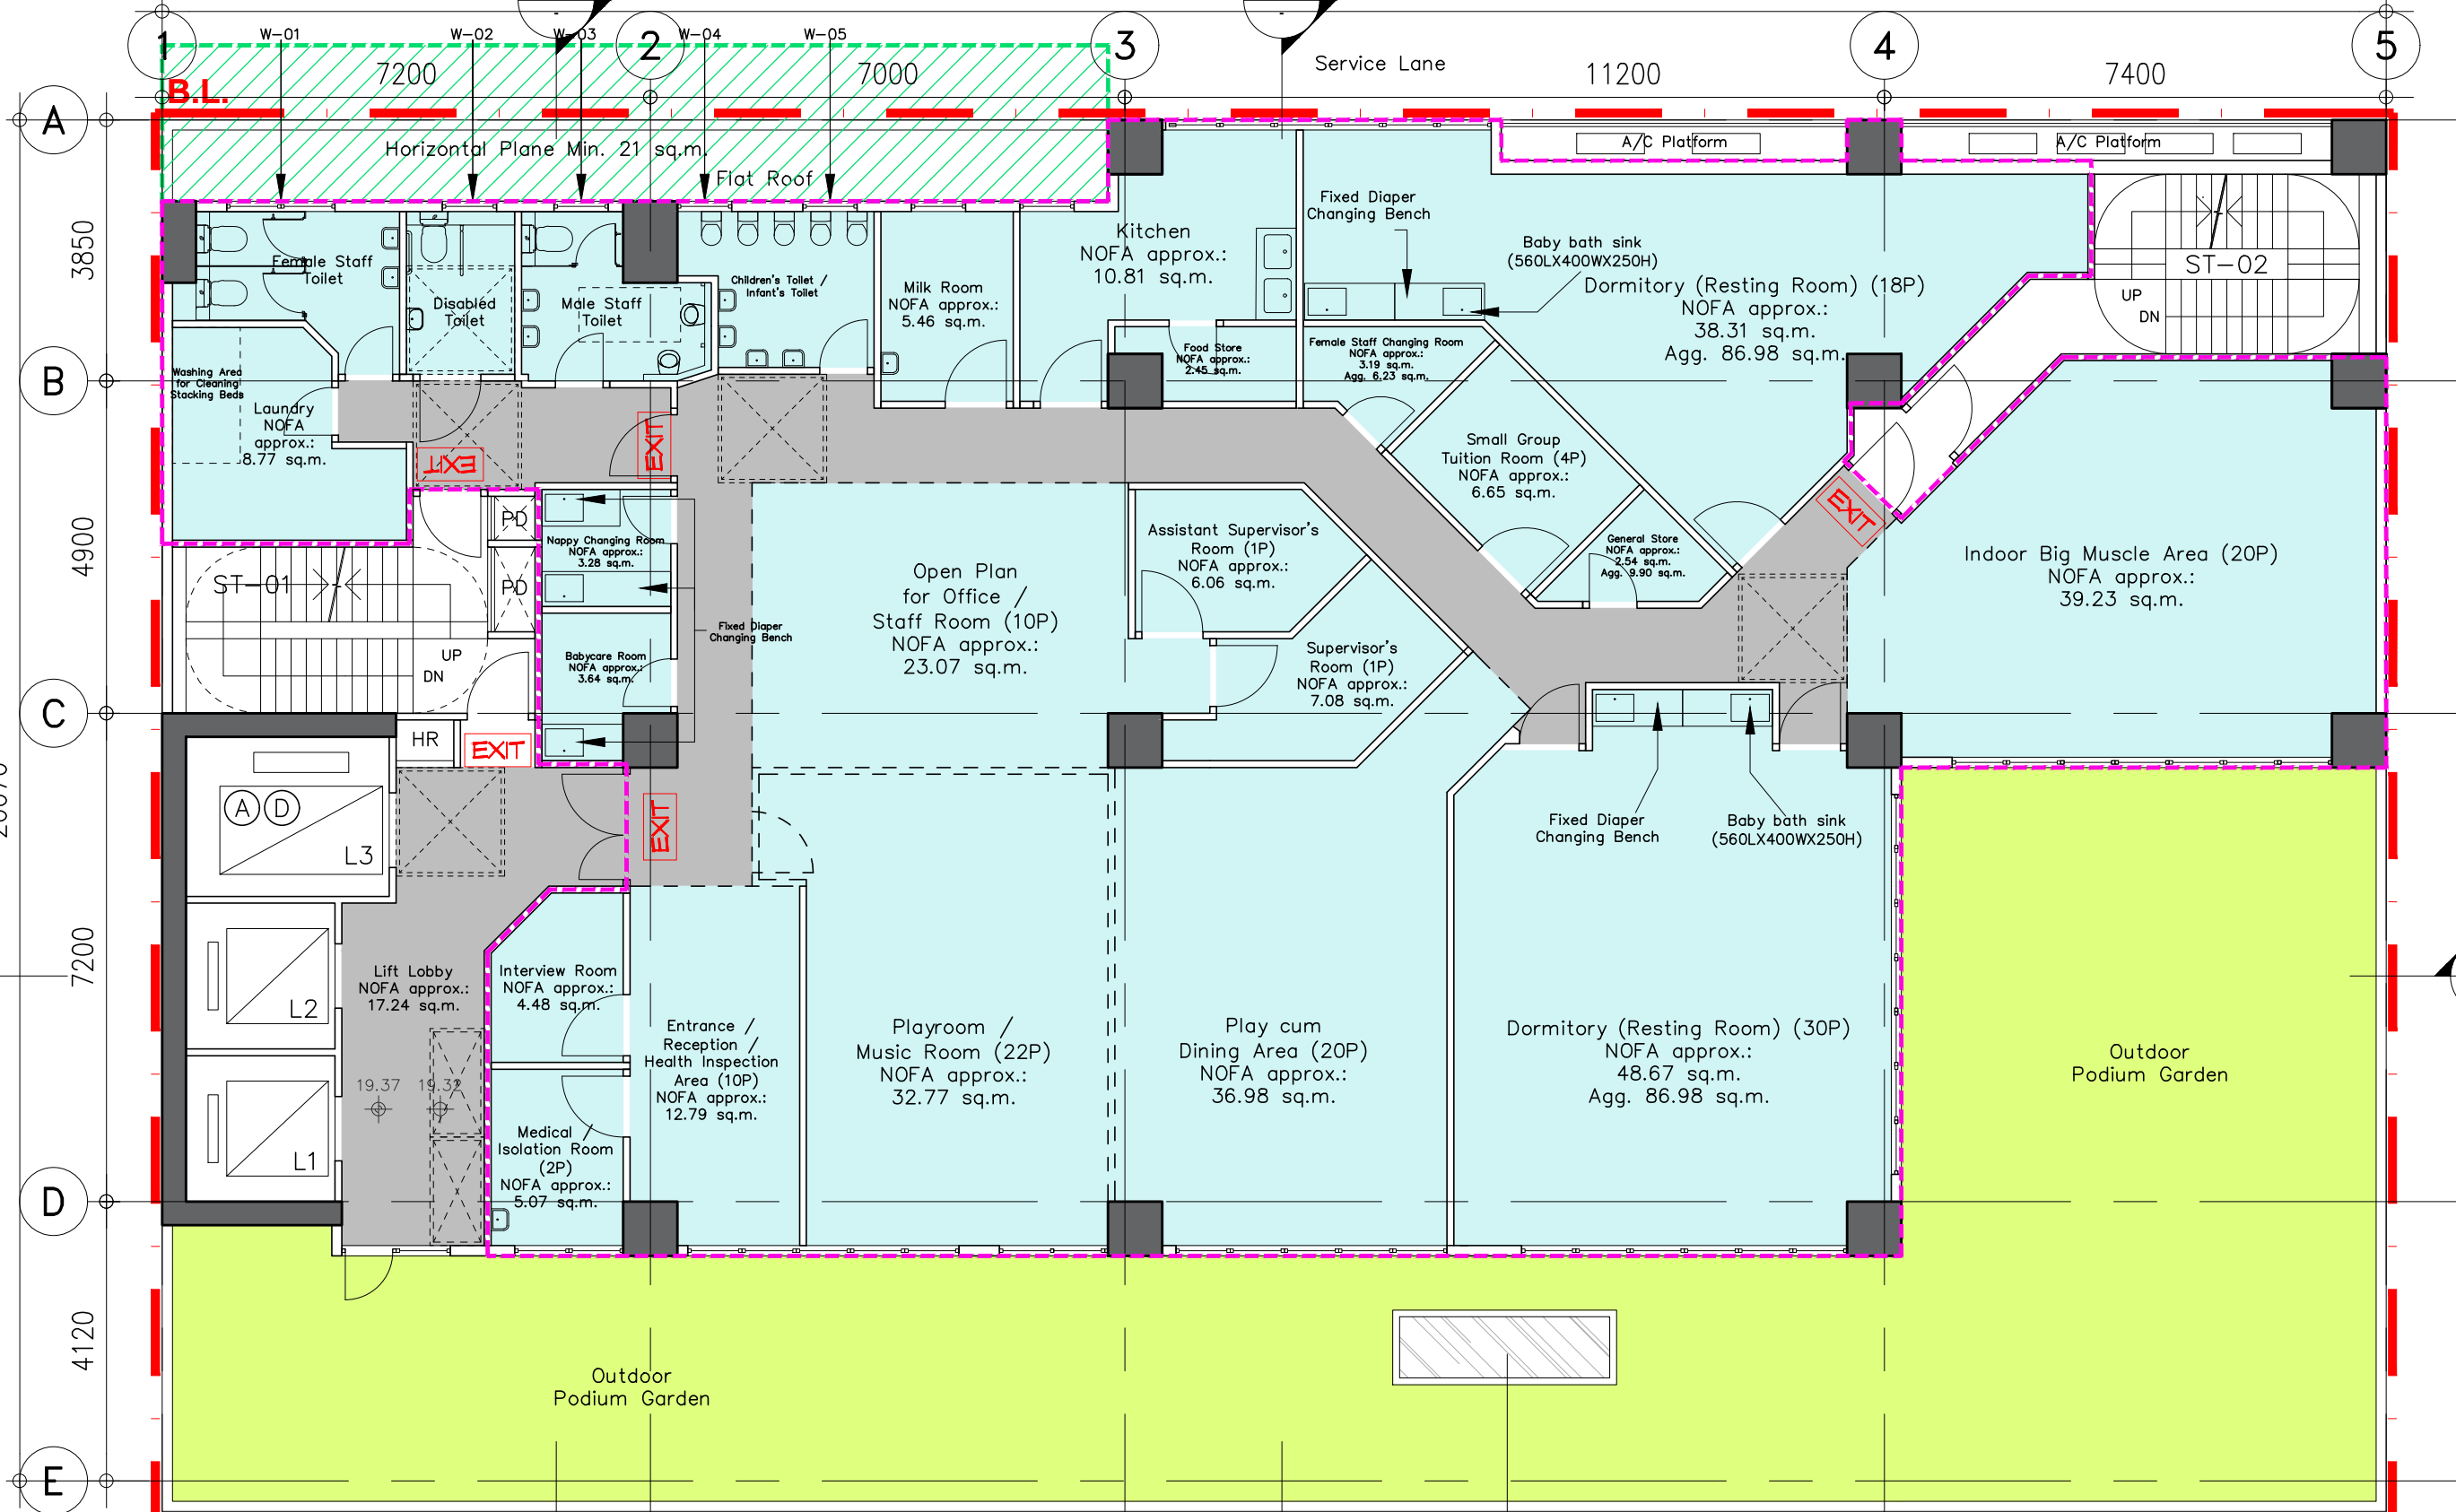 1
2
3
4
5
W-01
W-02
W-03
W-04
W-05
7200
7000
Service Lane
11200
7400
B.L.
A
B
C
D
E
3850
4900
7200
4120
Horizontal Plane Min. 21 sq.m.
Flat Roof
A/C Platform
A/C Platform
Female Staff
Toilet
Disabled
Toilet
Male Staff
Toilet
Children's Toilet /
Infant's Toilet
Milk Room
NOFA approx.:
5.46 sq.m.
Kitchen
NOFA approx.:
10.81 sq.m.
Fixed Diaper
Changing Bench
Baby bath sink
(560LX400WX250H)
Dormitory (Resting Room) (18P)
NOFA approx.:
38.31 sq.m.
Agg. 86.98 sq.m.
ST-02
UP
DN
Food Store
NOFA approx.:
2.45 sq.m.
Female Staff Changing Room
NOFA approx.:
3.19 sq.m.
Agg. 6.23 sq.m.
Washing Area
for Cleaning
Stacking Beds
Laundry
NOFA
approx.:
8.77 sq.m.
EXIT
EXIT
Small Group
Tuition Room (4P)
NOFA approx.:
6.65 sq.m.
EXIT
PD
PD
Nappy Changing Room
NOFA approx.:
3.28 sq.m.
Open Plan
for Office /
Staff Room (10P)
NOFA approx.:
23.07 sq.m.
Assistant Supervisor's
Room (1P)
NOFA approx.:
6.06 sq.m.
General Store
NOFA approx.:
2.54 sq.m.
Agg. 9.90 sq.m.
Indoor Big Muscle Area (20P)
NOFA approx.:
39.23 sq.m.
ST-01
UP
DN
Fixed Diaper
Changing Bench
Babycare Room
NOFA approx.:
3.64 sq.m.
Supervisor's
Room (1P)
NOFA approx.:
7.08 sq.m.
HR
EXIT
A
D
L3
EXIT
Fixed Diaper
Changing Bench
Baby bath sink
(560LX400WX250H)
L2
Lift Lobby
NOFA approx.:
17.24 sq.m.
Interview Room
NOFA approx.:
4.48 sq.m.
Entrance /
Reception /
Health Inspection
Area (10P)
NOFA approx.:
12.79 sq.m.
Playroom /
Music Room (22P)
NOFA approx.:
32.77 sq.m.
Play cum
Dining Area (20P)
NOFA approx.:
36.98 sq.m.
Dormitory (Resting Room) (30P)
NOFA approx.:
48.67 sq.m.
Agg. 86.98 sq.m.
Outdoor
Podium Garden
19.37
19.32
L1
Medical /
Isolation Room
(2P)
NOFA approx.:
5.07 sq.m.
Outdoor
Podium Garden